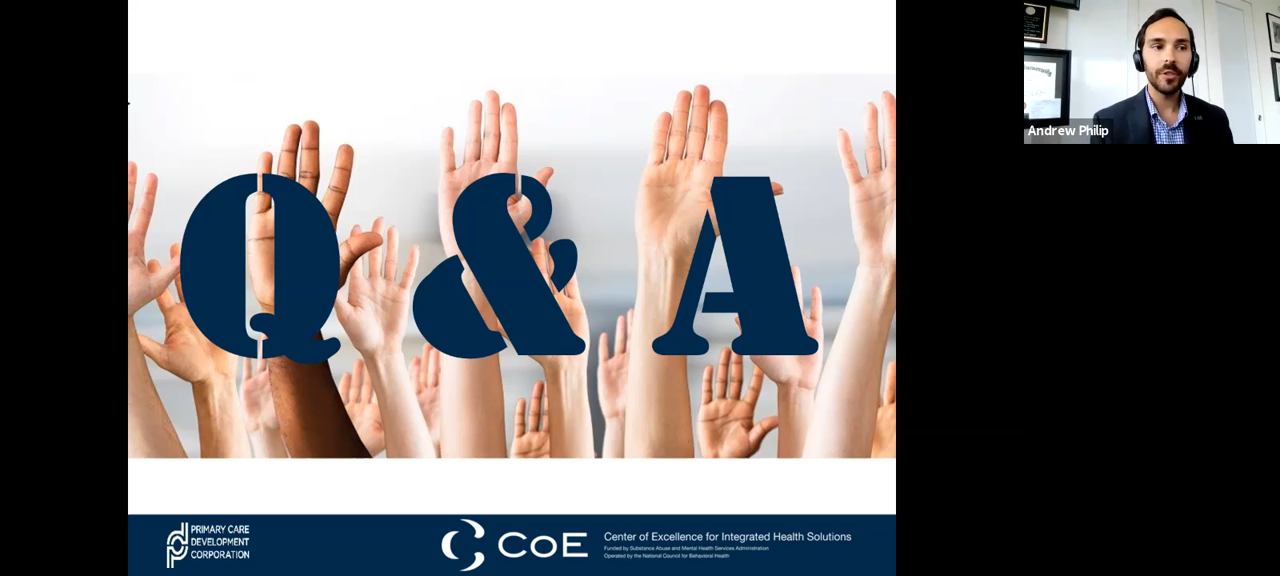 Q & A
Andrew Philip
PRIMARY CARE
DEVELOPMENT
CORPORATION
CoE
Center of Excellence for Integrated Health Solutions
Funded by Substance Abuse and Mental Health Services Administration
Operated by the National Council for Behavioral Health